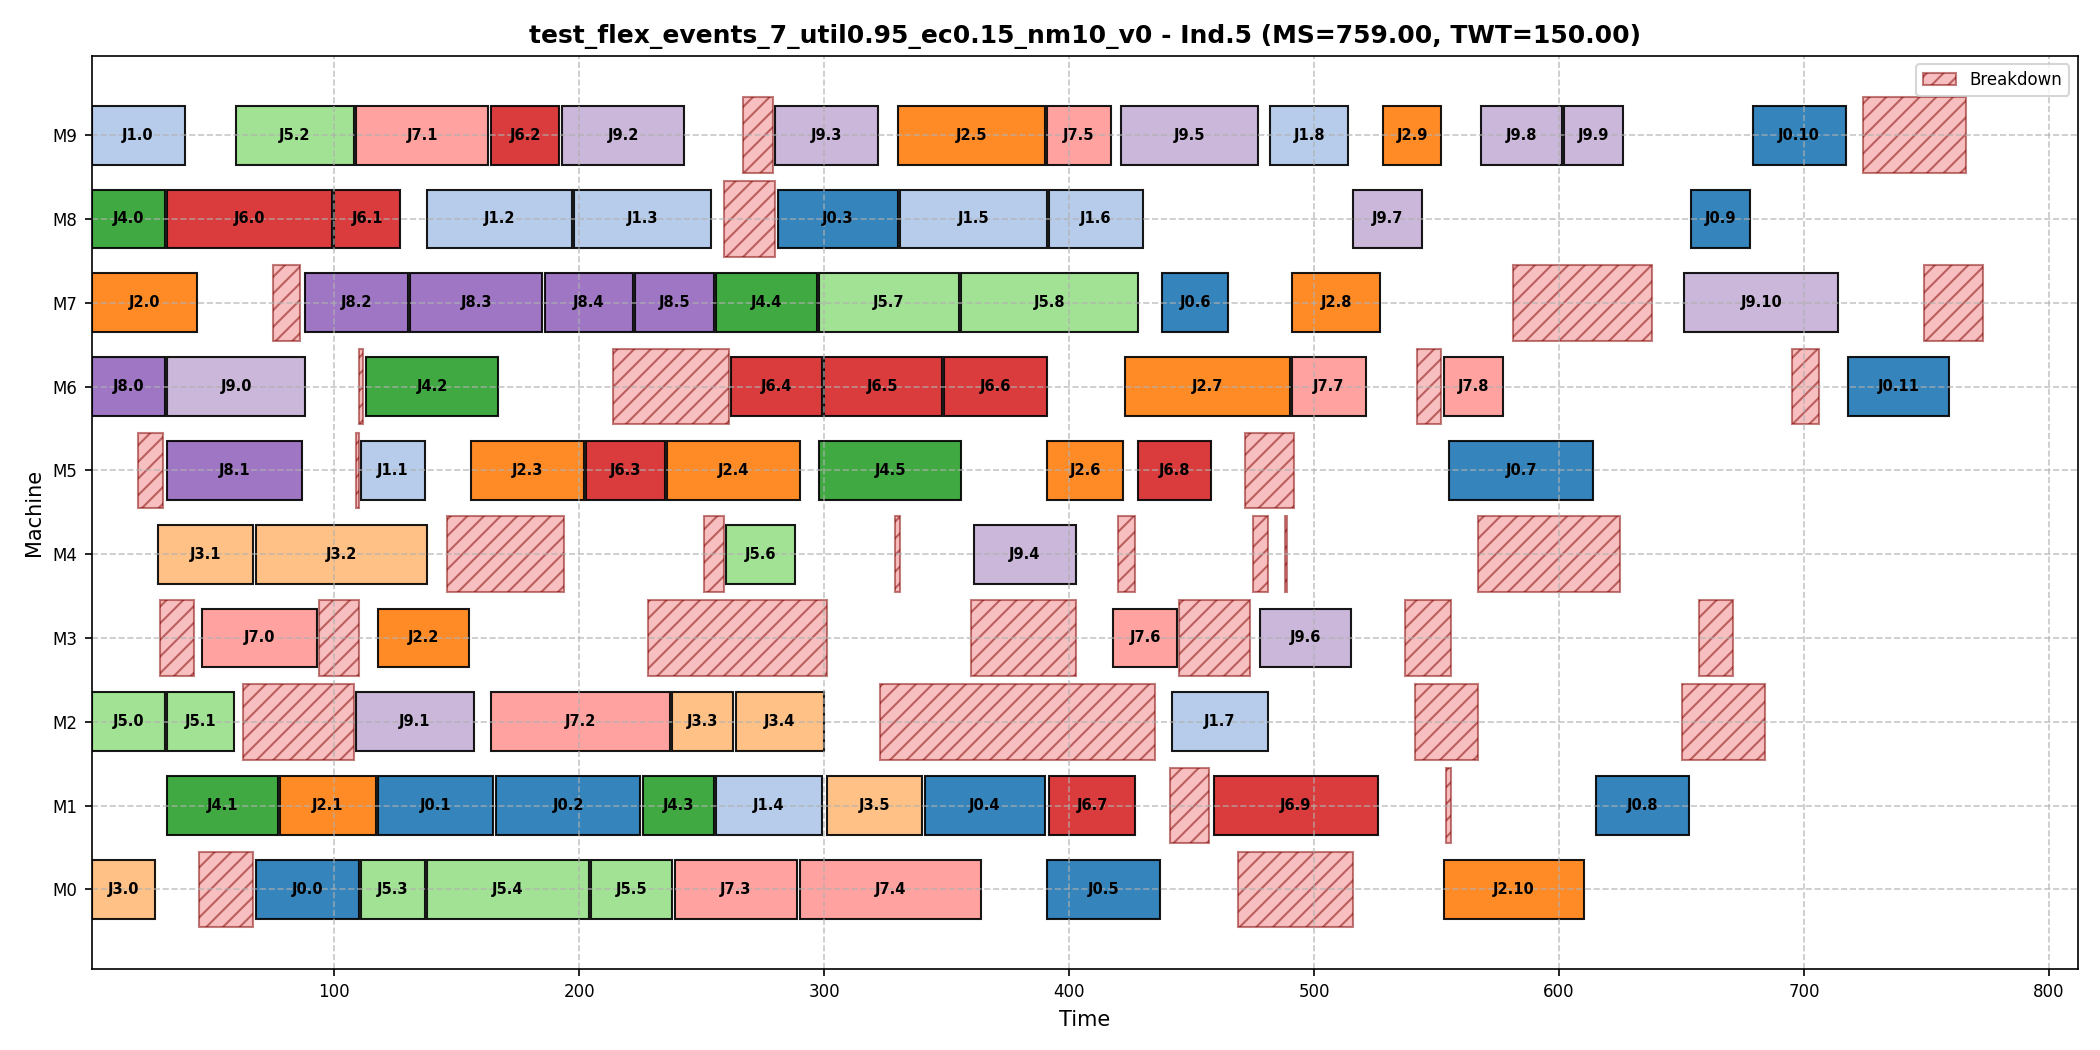 test_flex_events_7_util0.95_ec0.15_nm10_v0 - Ind.5 (MS=759.00, TWT=150.00)
Breakdown
M9 J1.0 J5.2 J7.1 J6.2 J9.2 J9.3 J2.5 J7.5 J9.5 J1.8 J2.9 J9.8 J9.9 J0.10
M8 J4.0 J6.0 J6.1 J1.2 J1.3 J0.3 J1.5 J1.6 J9.7 J0.9
M7 J2.0 J8.2 J8.3 J8.4 J8.5 J4.4 J5.7 J5.8 J0.6 J2.8 J9.10
M6 J8.0 J9.0 J4.2 J6.4 J6.5 J6.6 J2.7 J7.7 J7.8 J0.11
M5 J8.1 J1.1 J2.3 J6.3 J2.4 J4.5 J2.6 J6.8 J0.7
M4 J3.1 J3.2 J5.6 J9.4
M3 J7.0 J2.2 J7.6 J9.6
M2 J5.0 J5.1 J9.1 J7.2 J3.3 J3.4 J1.7
M1 J4.1 J2.1 J0.1 J0.2 J4.3 J1.4 J3.5 J0.4 J6.7 J6.9 J0.8
M0 J3.0 J0.0 J5.3 J5.4 J5.5 J7.3 J7.4 J0.5 J2.10
Machine
100 200 300 400 500 600 700 800
Time